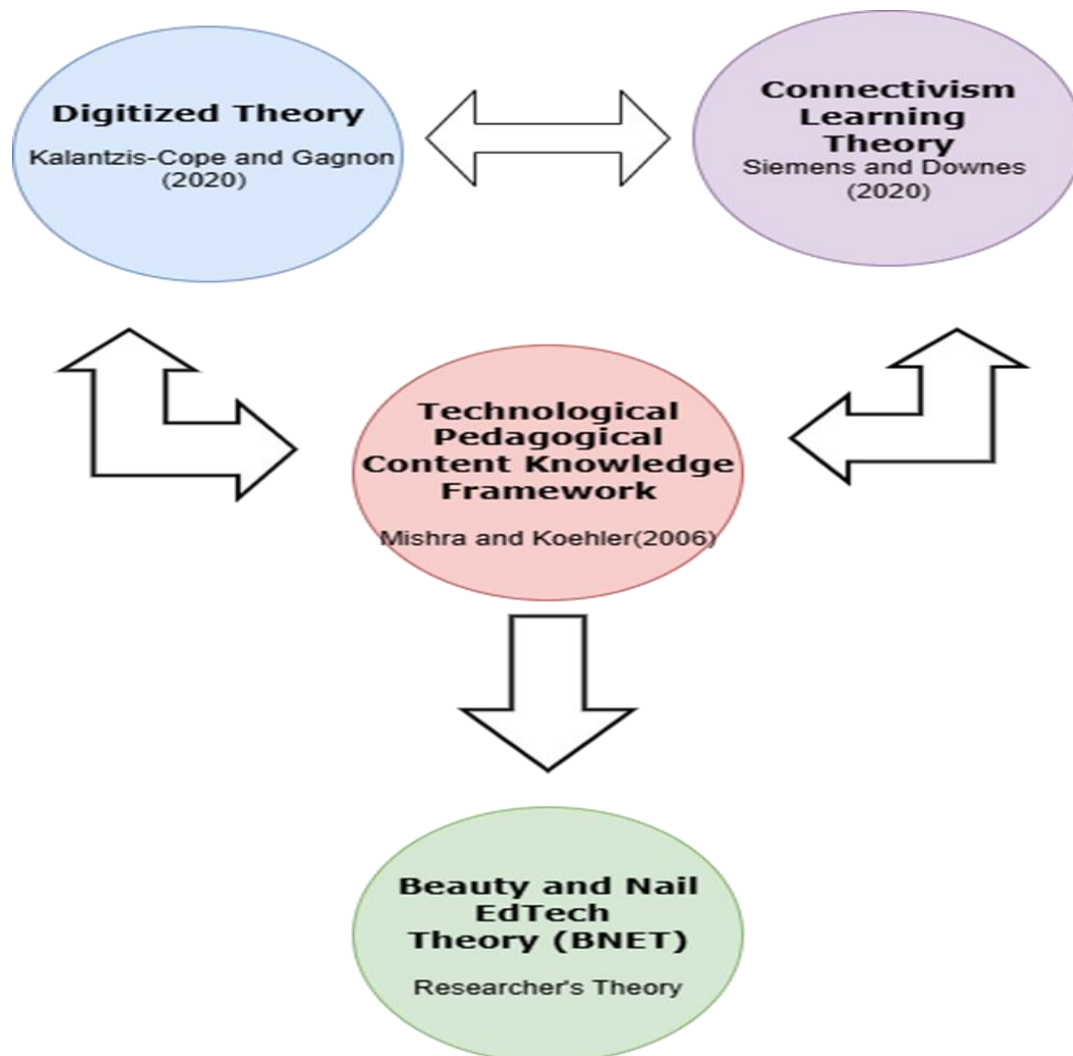 Digitized Theory
Kalantzis-Cope and Gagnon
(2020)
Connectivism
Learning
Theory
Siemens and Downes
(2020)
Technological
Pedagogical
Content Knowledge
Framework
Mishra and Koehler(2006)
Beauty and Nail
EdTech
Theory (BNET)
Researcher's Theory